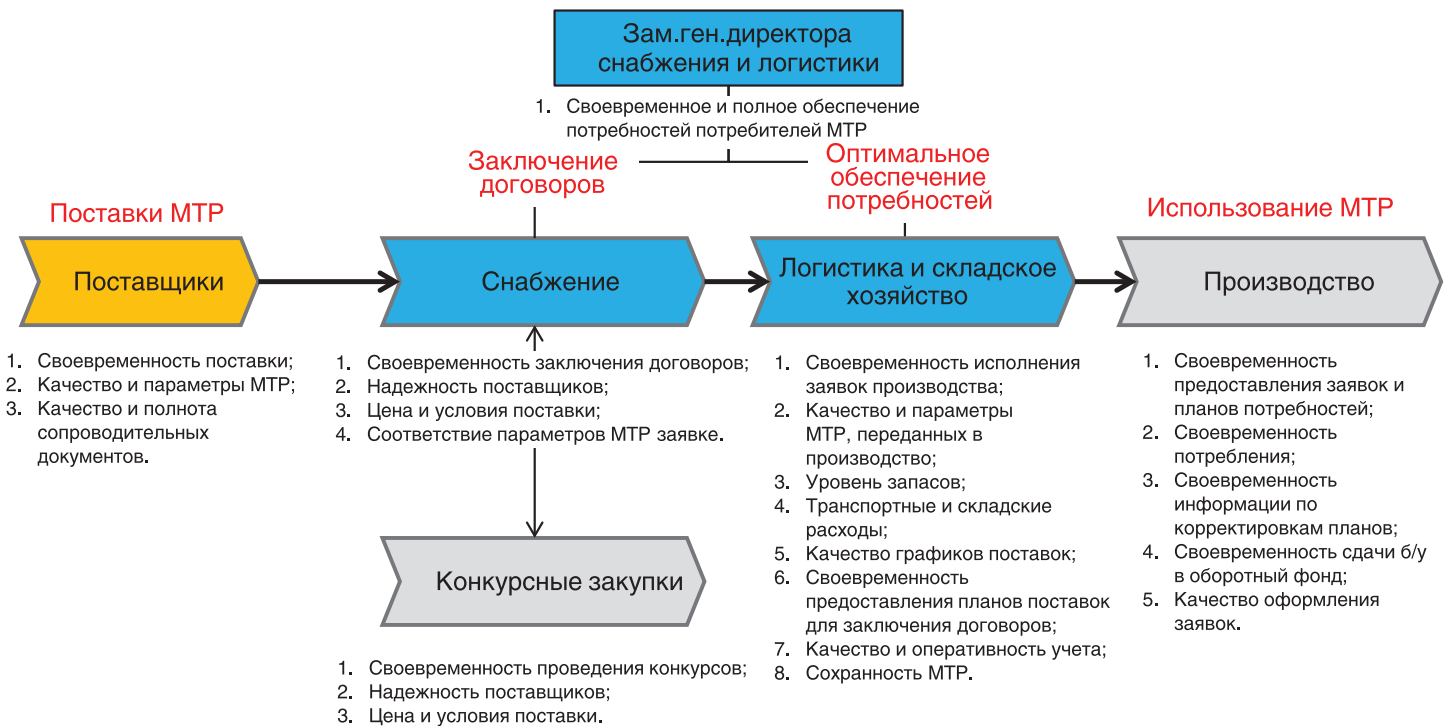 Зам.ген.директора
снабжения и логистики
1. Своевременное и полное обеспечение
потребностей потребителей МТР
Заключение
договоров
Оптимальное
обеспечение
потребностей
Поставки МТР
Использование МТР
Поставщики
Снабжение
Логистика и складское
хозяйство
Производство
1. Своевременность поставки;
2. Качество и параметры МТР;
3. Качество и полнота
сопроводительных
документов.
1. Своевременность заключения договоров;
2. Надежность поставщиков;
3. Цена и условия поставки;
4. Соответствие параметров МТР заявке.
Конкурсные закупки
1. Своевременность проведения конкурсов;
2. Надежность поставщиков;
3. Цена и условия поставки.
1. Своевременность исполнения
заявок производства;
2. Качество и параметры
МТР, переданных в
производство;
3. Уровень запасов;
4. Транспортные и складские
расходы;
5. Качество графиков поставок;
6. Своевременность
предоставления планов поставок
для заключения договоров;
7. Качество и оперативность учета;
8. Сохранность МТР.
1. Своевременность
предоставления заявок и
планов потребностей;
2. Своевременность
потребления;
3. Своевременность
информации по
корректировкам планов;
4. Своевременность сдачи б/у
в оборотный фонд;
5. Качество оформления
заявок.